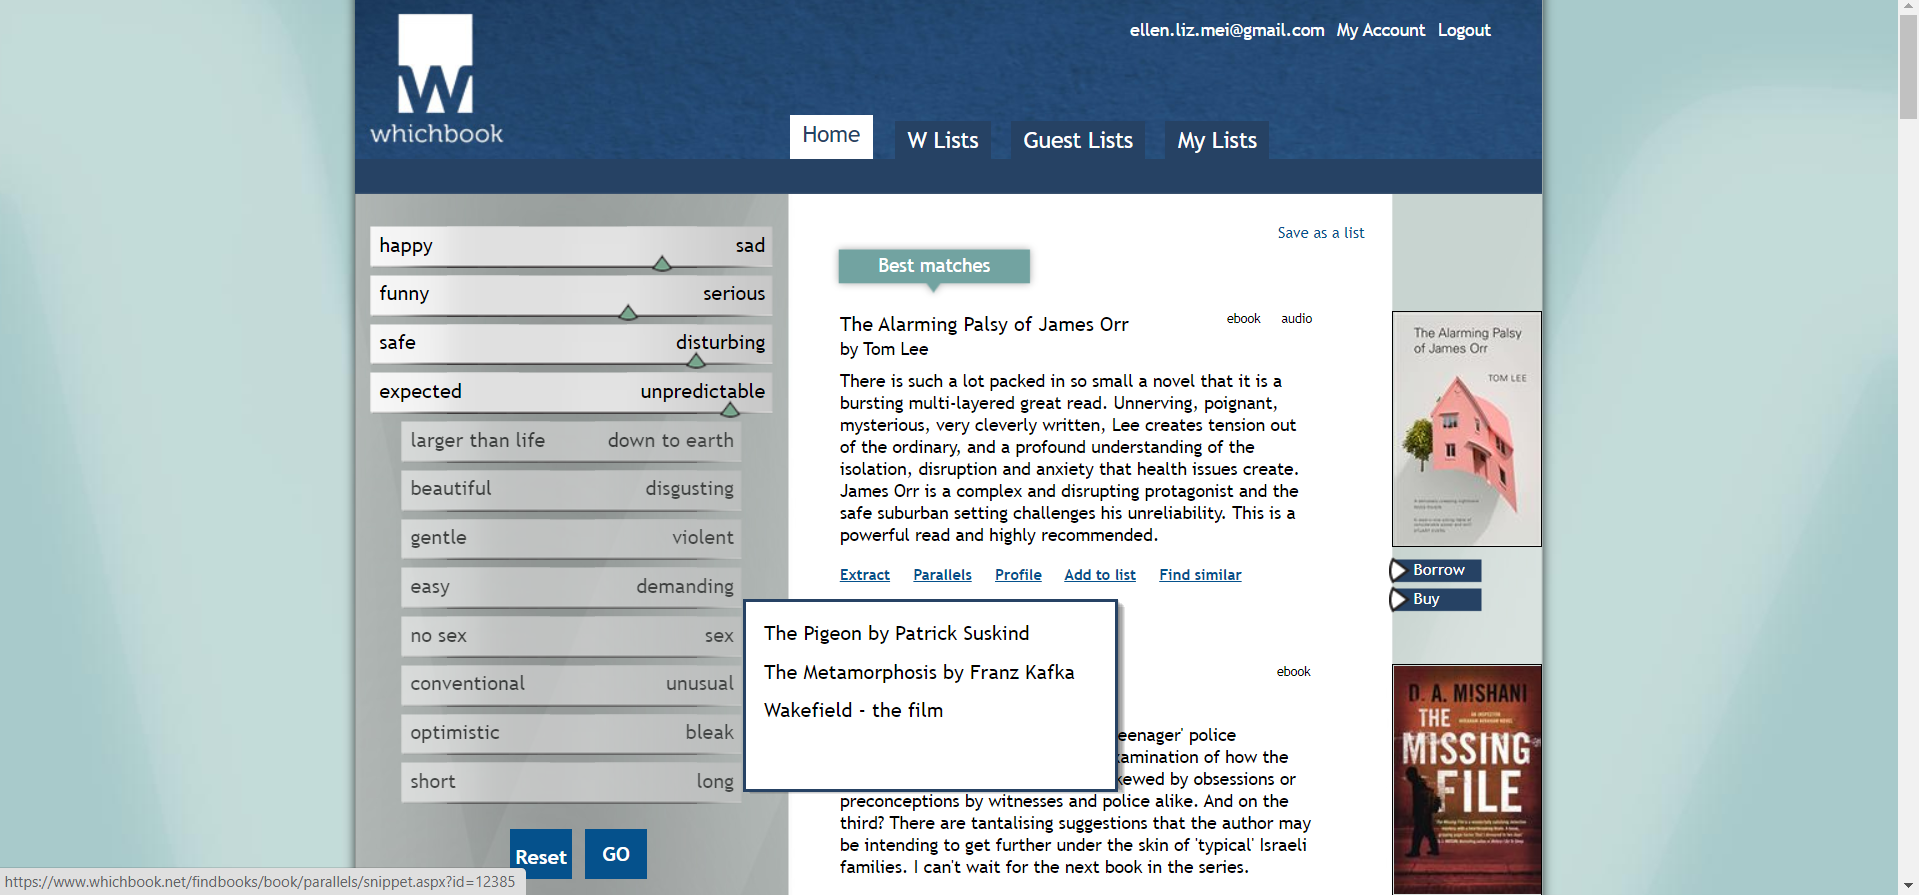 ellen.liz.mei@gmail.com My Account Logout
W
whichbook
Home W Lists Guest Lists My Lists
happy sad
funny serious
safe disturbing
expected unpredictable
larger than life down to earth
beautiful disgusting
gentle violent
easy demanding
no sex sex
conventional unusual
optimistic bleak
short long
Reset GO
Save as a list
Best matches
The Alarming Palsy of James Orr
ebook audio
by Tom Lee
There is such a lot packed in so small a novel that it is a
bursting multi-layered great read. Unnerving, poignant,
mysterious, very cleverly written, Lee creates tension out
of the ordinary, and a profound understanding of the
isolation, disruption and anxiety that health issues create.
James Orr is a complex and disrupting protagonist and the
safe suburban setting challenges his unreliability. This is a
powerful read and highly recommended.
Extract Parallels Profile Add to list Find similar
The Pigeon by Patrick Suskind
The Metamorphosis by Franz Kafka
Wakefield - the film
ebook
eenager' police
amination of how the
kewed by obsessions or
preconceptions by witnesses and police alike. And on the
third? There are tantalising suggestions that the author may
be intending to get further under the skin of 'typical' Israeli
families. I can't wait for the next book in the series.
The Alarming Palsy
of James Orr
TOM LEE
Borrow
Buy
D. A. MISHANI
THE
AN INSPECTOR
AVRAHAM AVRAHAM NOVEL
MISSING
FILE
https://www.whichbook.net/findbooks/book/parallels/snippet.aspx?id=12385